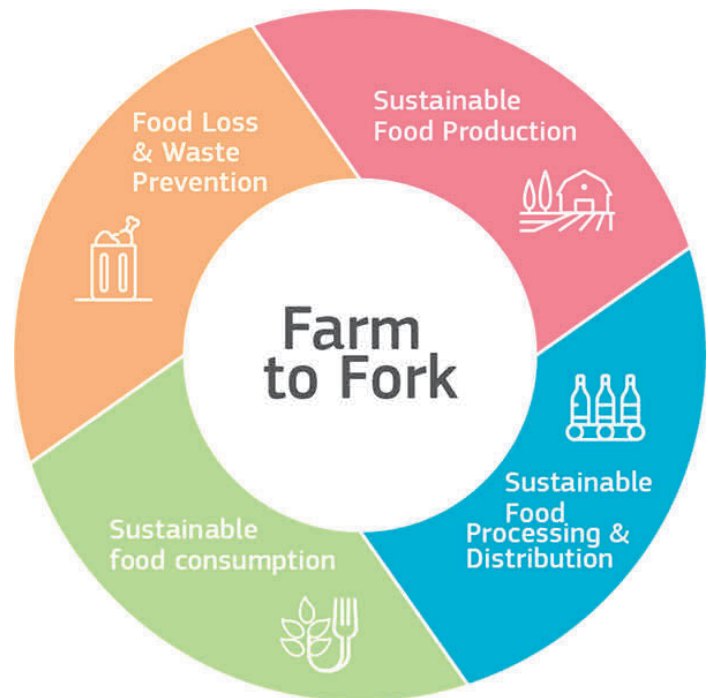 Farm
to Fork
Sustainable
Food Production
Sustainable
Food
Processing &
Distribution
Sustainable
food consumption
Food Loss
& Waste
Prevention